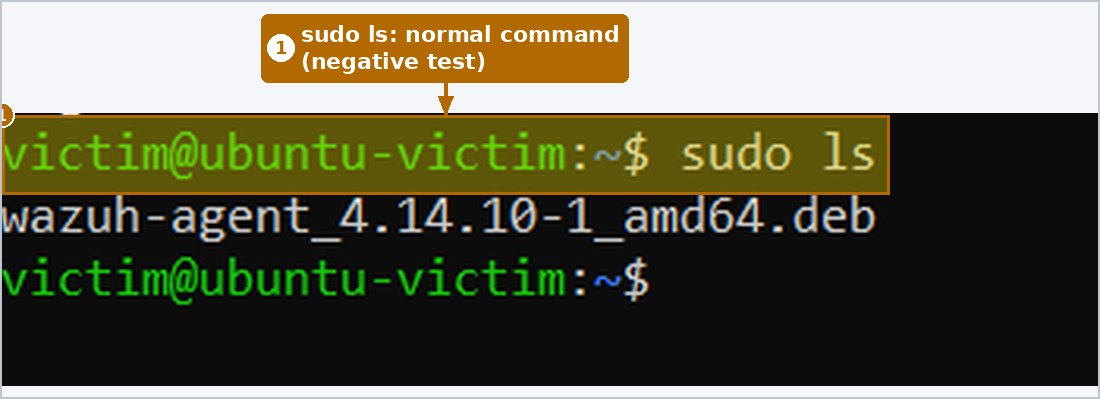 1 sudo ls: normal command
(negative test)
1
victim@ubuntu-victim:~$ sudo ls
wazuh-agent_4.14.10-1_amd64.deb
victim@ubuntu-victim:~$